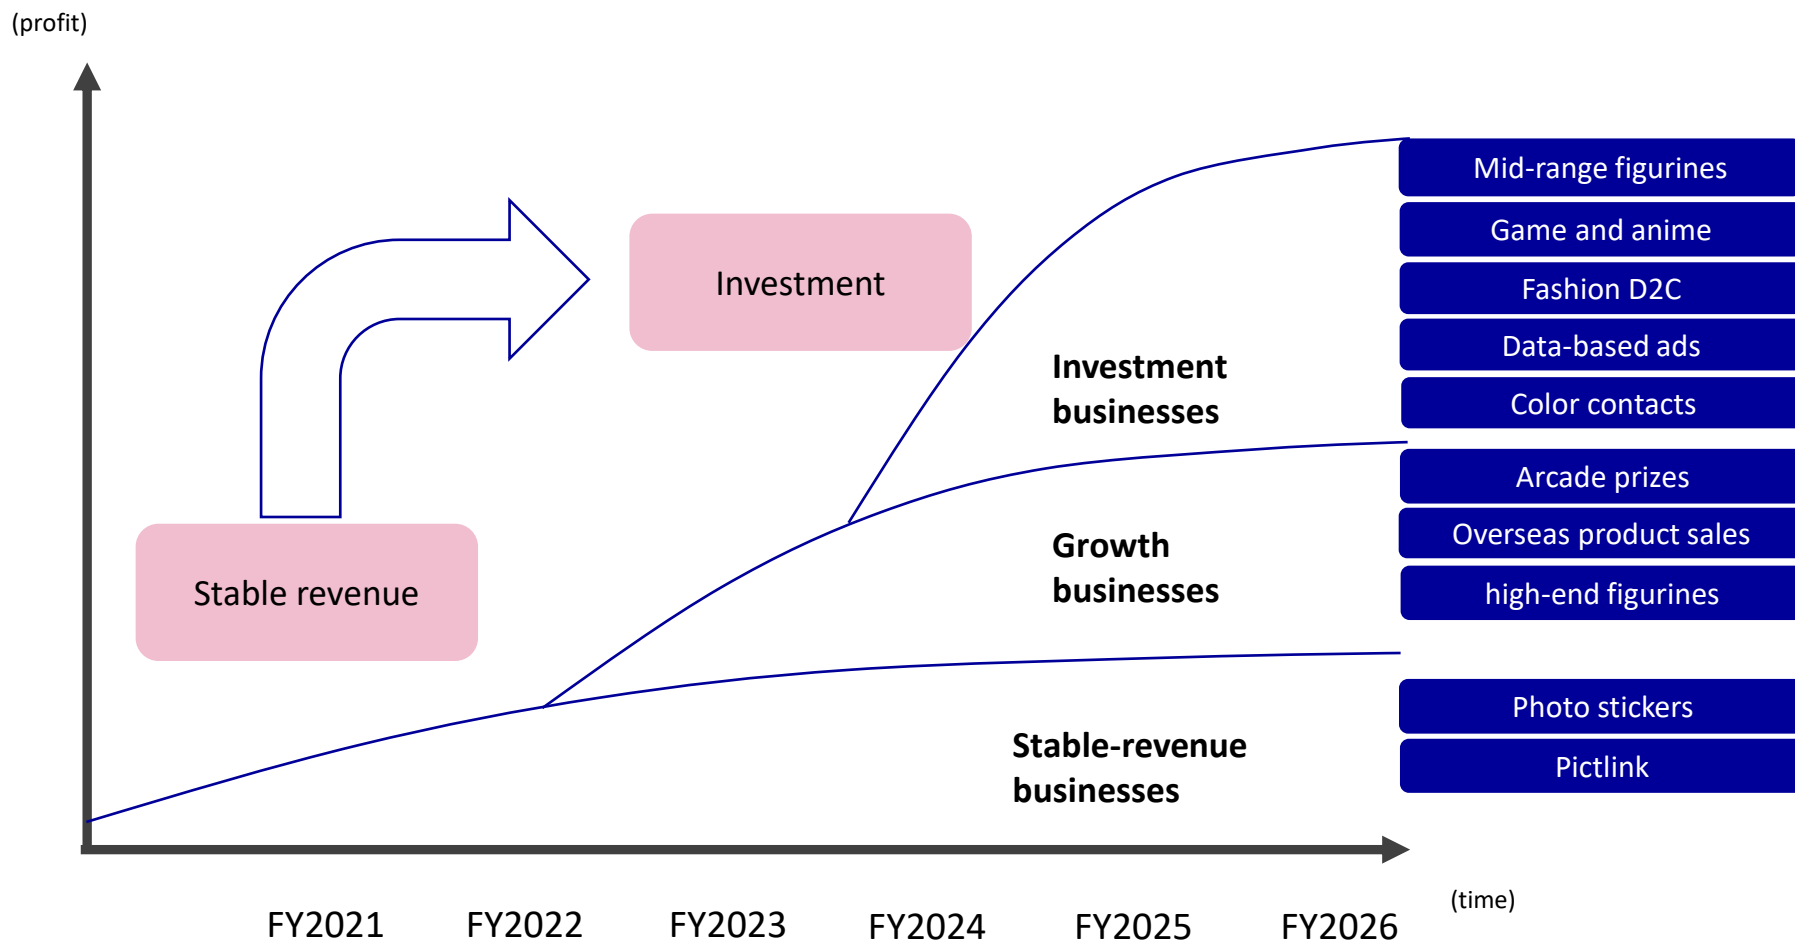 (profit)
Mid-range figurines
Game and anime
Investment
Fashion D2C
Data-based ads
Investment
businesses
Color contacts
Arcade prizes
Growth
businesses
Overseas product sales
Stable revenue
high-end figurines
Photo stickers
Stable-revenue
businesses
Pictlink
(time)
FY2021 FY2022 FY2023 FY2024 FY2025 FY2026